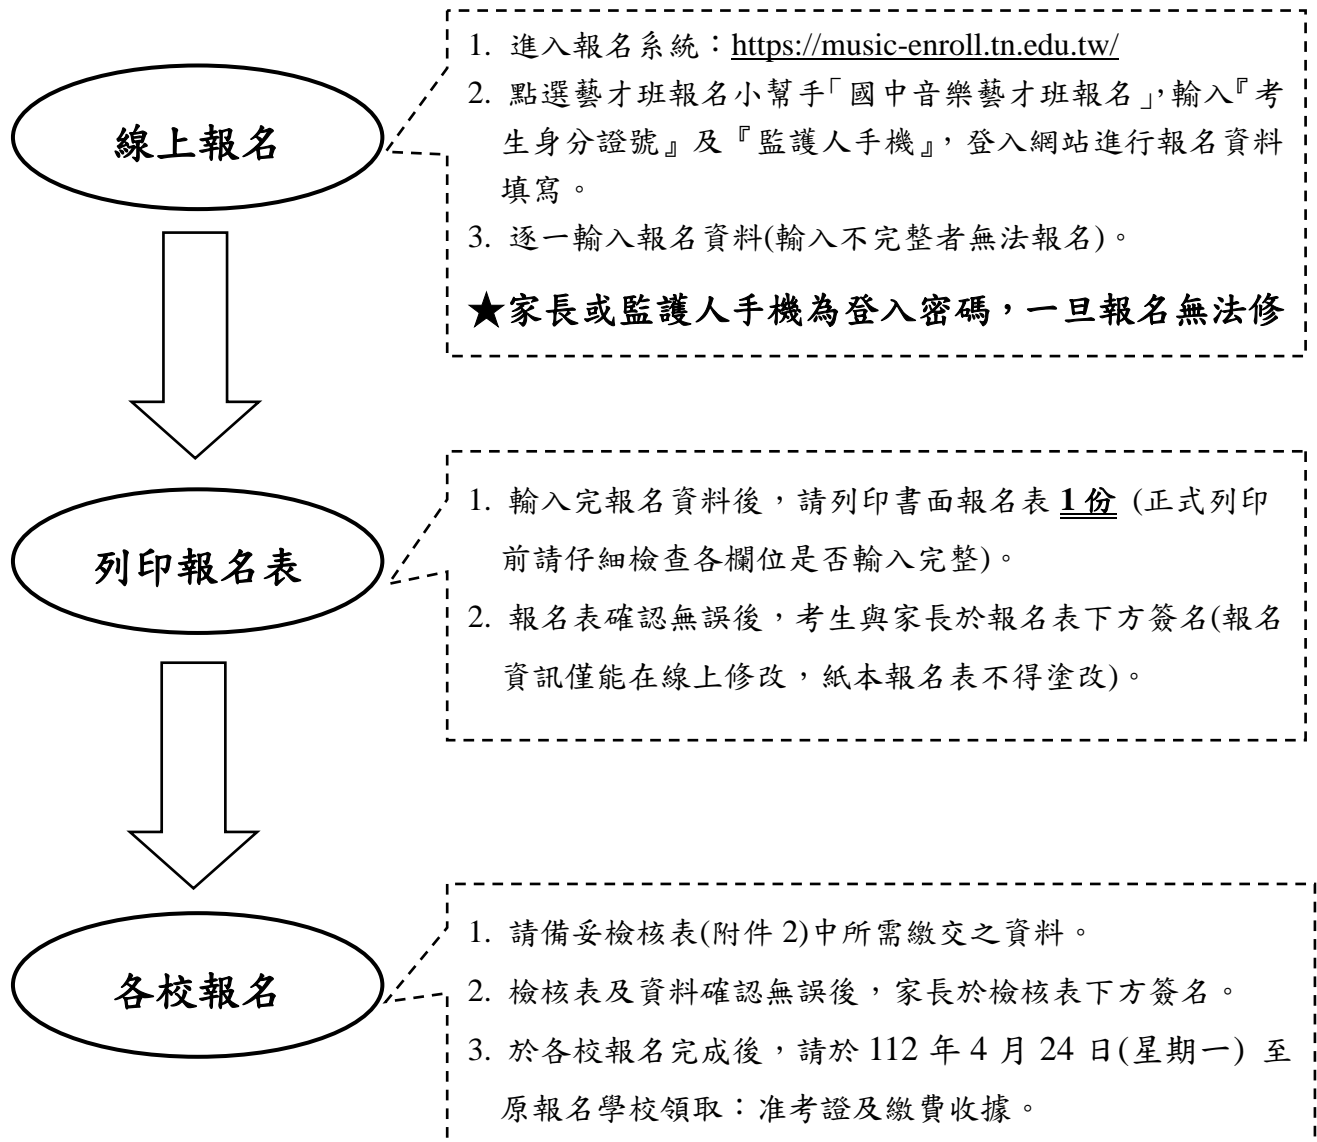 線上報名
1. 進入報名系統：https://music-enroll.tn.edu.tw/
2. 點選藝才班報名小幫手「國中音樂藝才班報名」，輸入『考
生身分證號』及『監護人手機』，登入網站進行報名資料
填寫。
3. 逐一輸入報名資料(輸入不完整者無法報名)。
★家長或監護人手機為登入密碼，一旦報名無法修
列印報名表
1. 輸入完報名資料後，請列印書面報名表 1份 (正式列印
前請仔細檢查各欄位是否輸入完整)。
2. 報名表確認無誤後，考生與家長於報名表下方簽名(報名
資訊僅能在線上修改，紙本報名表不得塗改)。
各校報名
1. 請備妥檢核表(附件 2)中所需繳交之資料。
2. 檢核表及資料確認無誤後，家長於檢核表下方簽名。
3. 於各校報名完成後，請於 112 年 4 月 24 日(星期一) 至
原報名學校領取：准考證及繳費收據。